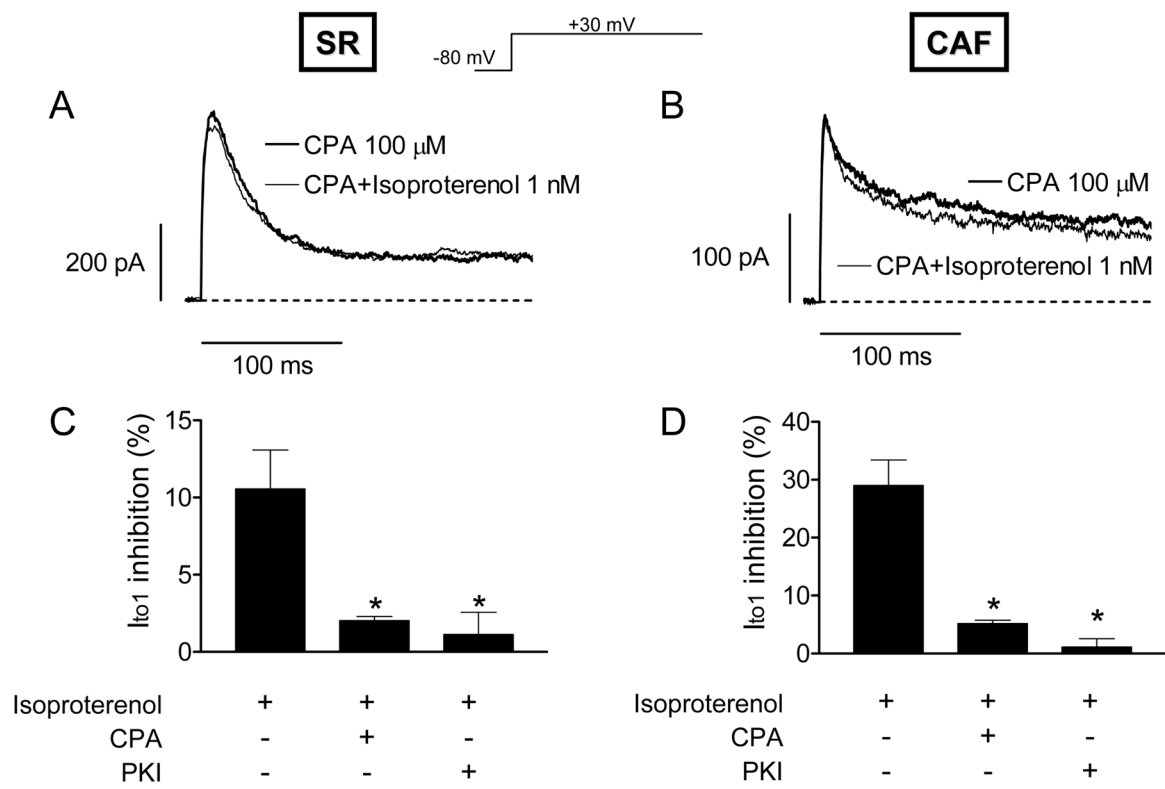 SR
+30 mV
-80 mV
CAF
A
CPA 100 μM
CPA+Isoproterenol 1 nM
200 pA
100 ms
B
CPA 100 μM
100 pA
CPA+Isoproterenol 1 nM
100 ms
C
Ito1 inhibition (%)
15
10
5
0
*
*
Isoproterenol + + +
CPA - + -
PKI - - +
D
Ito1 inhibition (%)
40
30
20
10
0
*
*
Isoproterenol + + +
CPA - + -
PKI - - +